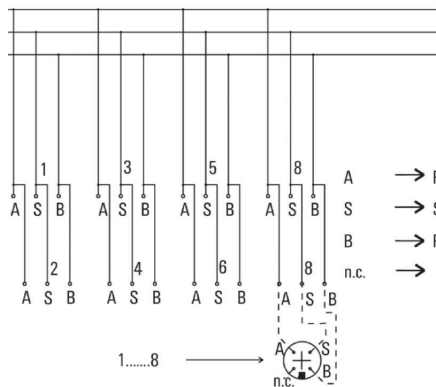 1 3 5 8
A S B A S B A S B A S B
2 4 6 8
A S B A S B A S B A S B
A
S
B
n.c.
A S
B
n.c.
1.......8